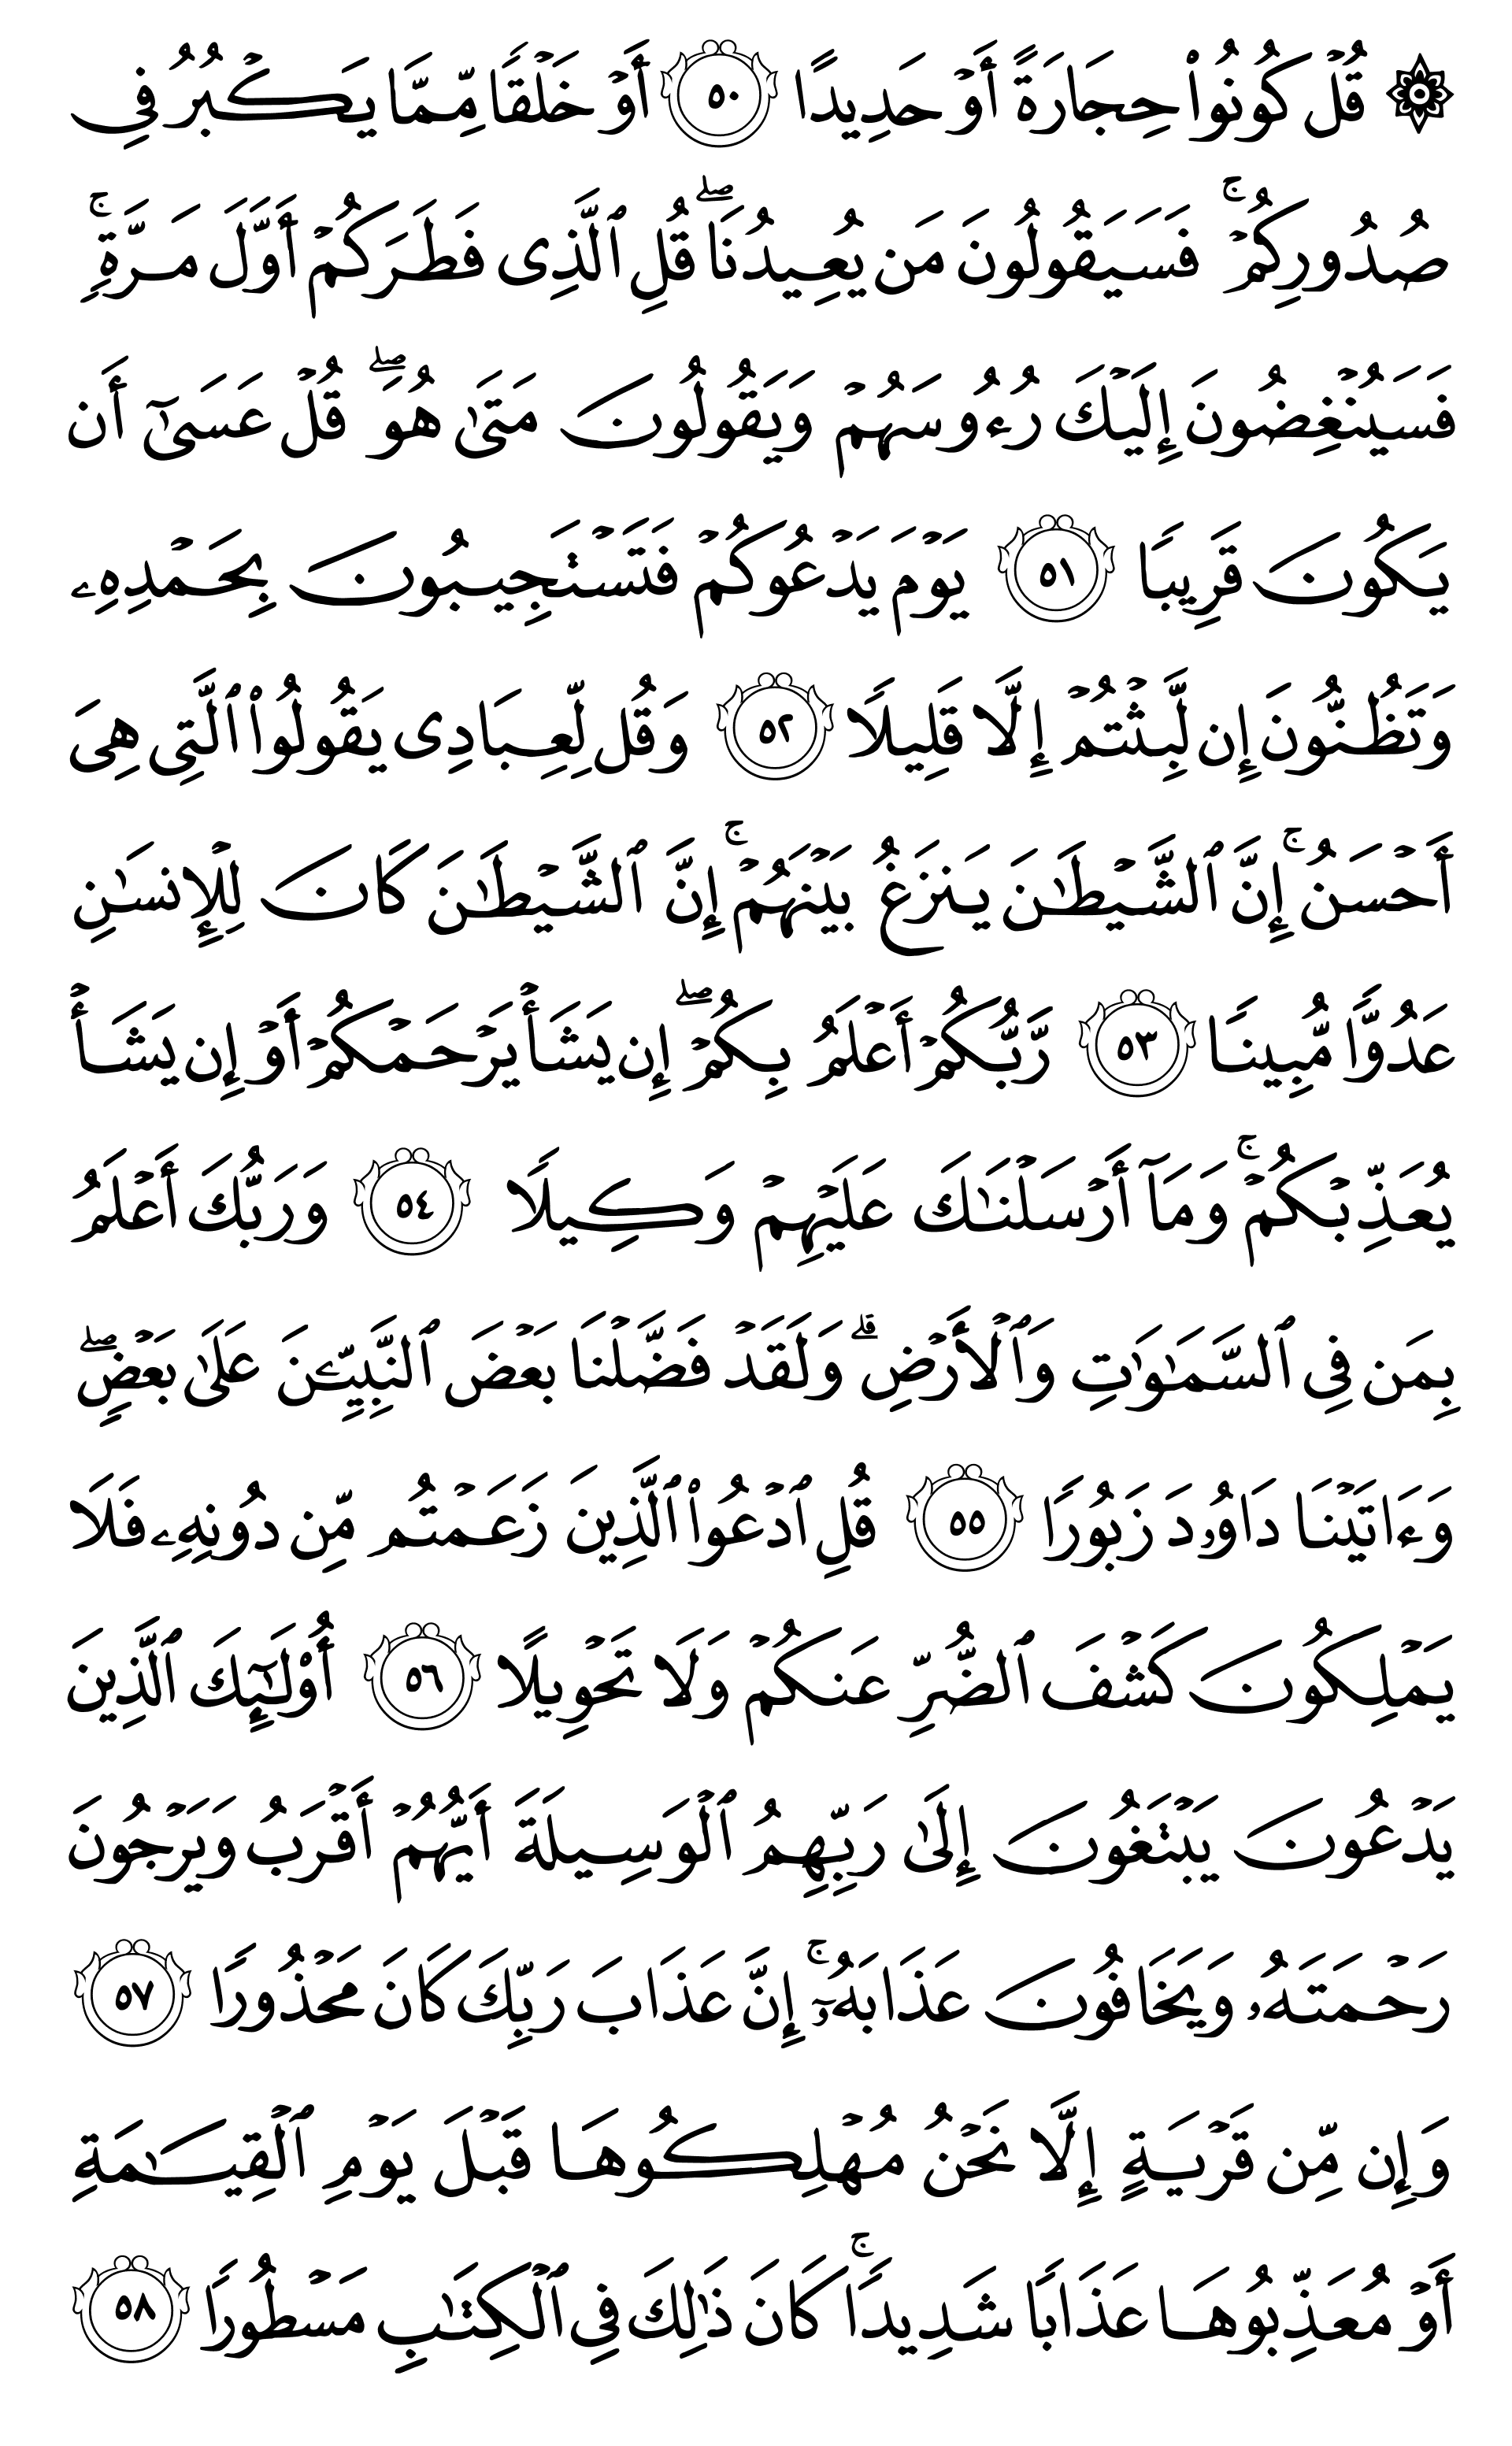 ۞ قُلۡ كُونُواْ حِجَارَةً أَوۡ حَدِيدًا ٥٠ أَوۡ خَلۡقًا مِّمَّا يَكۡبُرُ فِي
صُدُورِكُمۡۚ فَسَيَقُولُونَ مَن يُعِيدُنَاۖ قُلِ ٱلَّذِي فَطَرَكُمۡ أَوَّلَ مَرَّةٖۚ
فَسَيُنۡغِضُونَ إِلَيۡكَ رُءُوسَهُمۡ وَيَقُولُونَ مَتَىٰ هُوَۖ قُلۡ عَسَىٰٓ أَن
يَكُونَ قَرِيبٗا ٥١ يَوۡمَ يَدۡعُوكُمۡ فَتَسۡتَجِيبُونَ بِحَمۡدِهِۦ
وَتَظُنُّونَ إِن لَّبِثۡتُمۡ إِلَّا قَلِيلٗا ٥٢ وَقُل لِّعِبَادِي يَقُولُواْ ٱلَّتِي هِيَ
أَحۡسَنُۚ إِنَّ ٱلشَّيۡطَٰنَ يَنزَغُ بَيۡنَهُمۡۚ إِنَّ ٱلشَّيۡطَٰنَ كَانَ لِلۡإِنسَٰنِ
عَدُوّٗا مُّبِينٗا ٥٣ رَّبُّكُمۡ أَعۡلَمُ بِكُمۡۖ إِن يَشَأۡ يَرۡحَمۡكُمۡ أَوۡ إِن يَشَأۡ
يُعَذِّبۡكُمۡۚ وَمَآ أَرۡسَلۡنَٰكَ عَلَيۡهِمۡ وَكِيلٗا ٥٤ وَرَبُّكَ أَعۡلَمُ
بِمَن فِي ٱلسَّمَٰوَٰتِ وَٱلۡأَرۡضِۗ وَلَقَدۡ فَضَّلۡنَا بَعۡضَ ٱلنَّبِيِّـۧنَ عَلَىٰ بَعۡضٖۖ
وَءَاتَيۡنَا دَاوُۥدَ زَبُورٗا ٥٥ قُلِ ٱدۡعُواْ ٱلَّذِينَ زَعَمۡتُم مِّن دُونِهِۦ فَلَا
يَمۡلِكُونَ كَشۡفَ ٱلضُّرِّ عَنكُمۡ وَلَا تَحۡوِيلًا ٥٦ أُوْلَٰٓئِكَ ٱلَّذِينَ
يَدۡعُونَ يَبۡتَغُونَ إِلَىٰ رَبِّهِمُ ٱلۡوَسِيلَةَ أَيُّهُمۡ أَقۡرَبُ وَيَرۡجُونَ
رَحۡمَتَهُۥ وَيَخَافُونَ عَذَابَهُۥٓۚ إِنَّ عَذَابَ رَبِّكَ كَانَ مَحۡذُورٗا ٥٧
وَإِن مِّن قَرۡيَةٍ إِلَّا نَحۡنُ مُهۡلِكُوهَا قَبۡلَ يَوۡمِ ٱلۡقِيَٰمَةِ
أَوۡ مُعَذِّبُوهَا عَذَابٗا شَدِيدٗاۚ كَانَ ذَٰلِكَ فِي ٱلۡكِتَٰبِ مَسۡطُورٗا ٥٨